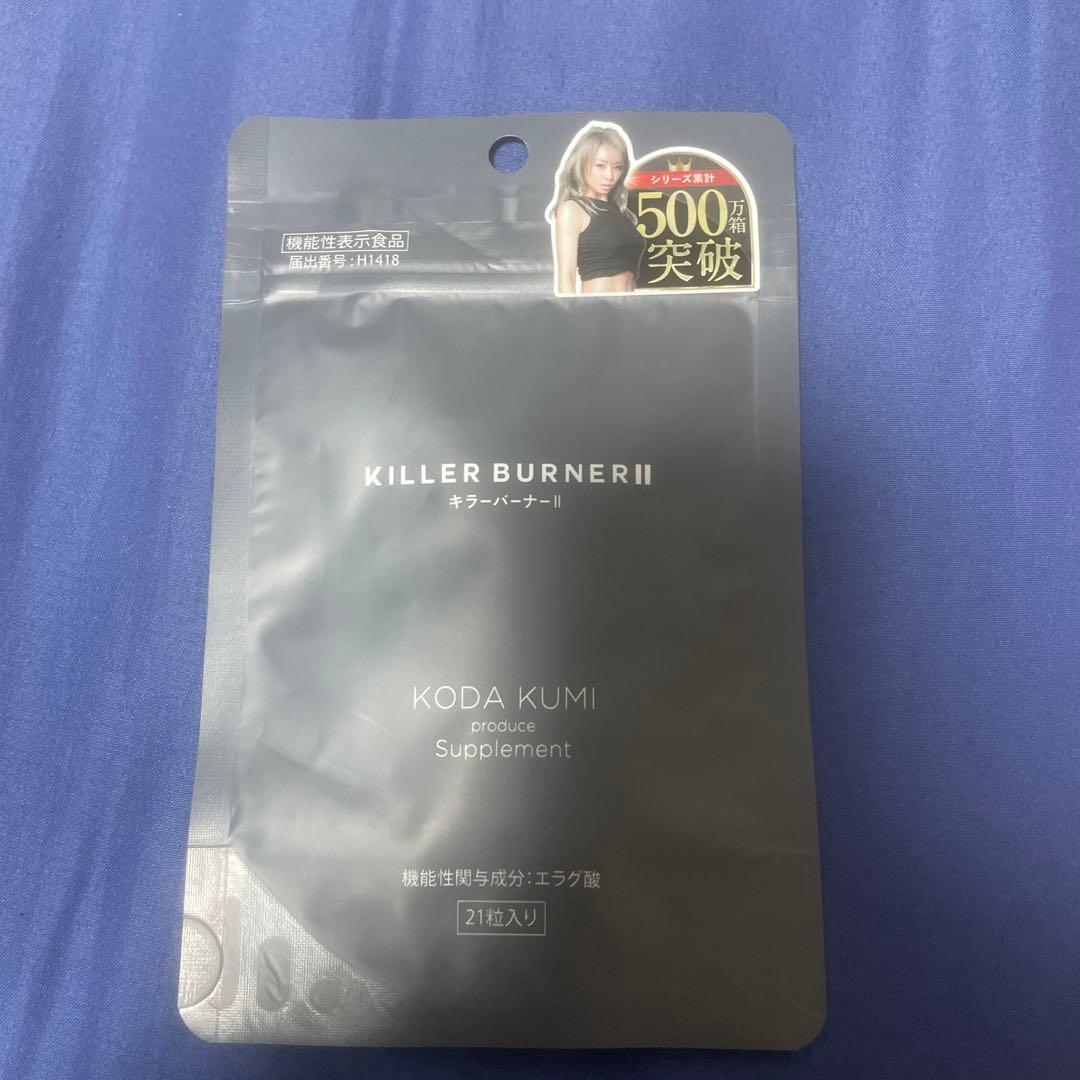 機能性表示食品
届出番号:H1418
シリーズ累計
500万箱
突破
KILLER BURNERⅡ
キラーバーナーⅡ
KODA KUMI
produce
Supplement
機能性関与成分:エラグ酸
21粒入り